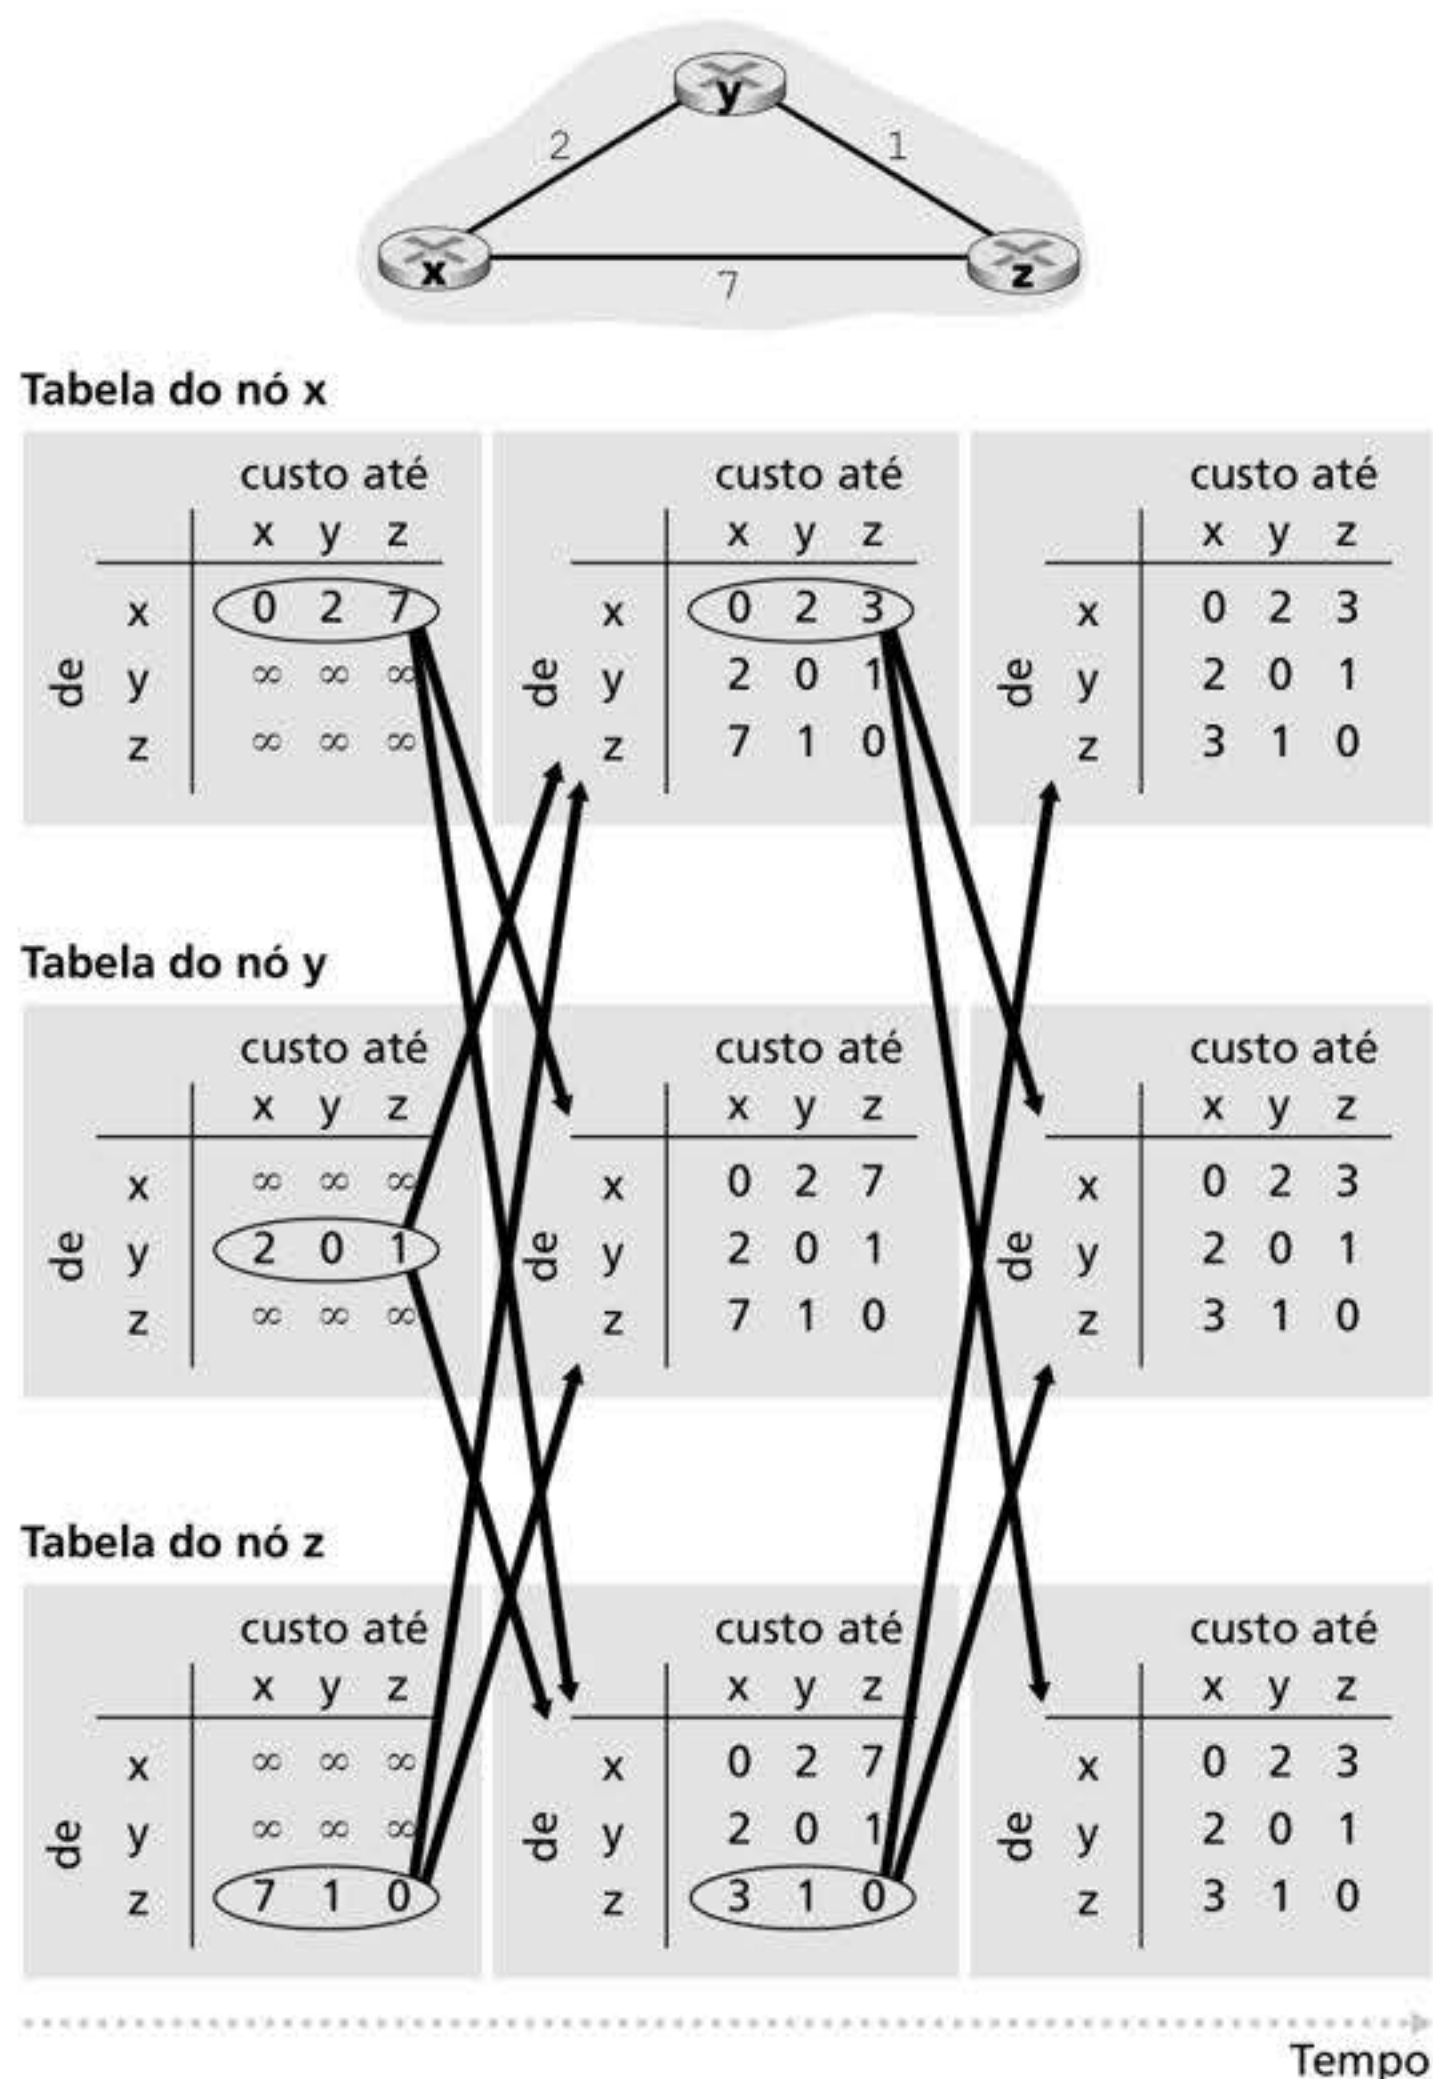 y
2 1
x z
7
Tabela do nó x
custo até custo até custo até
x y z x y z x y z
x 0 2 7 x 0 2 3 x 0 2 3
de y ∞ ∞ ∞ de y 2 0 1 de y 2 0 1
z ∞ ∞ ∞ z 7 1 0 z 3 1 0
Tabela do nó y
custo até custo até custo até
x y z x y z x y z
x ∞ ∞ ∞ x 0 2 7 x 0 2 3
de y 2 0 1 de y 2 0 1 de y 2 0 1
z ∞ ∞ ∞ z 7 1 0 z 3 1 0
Tabela do nó z
custo até custo até custo até
x y z x y z x y z
x ∞ ∞ ∞ x 0 2 7 x 0 2 3
de y ∞ ∞ ∞ de y 2 0 1 de y 2 0 1
z 7 1 0 z 3 1 0 z 3 1 0
Tempo